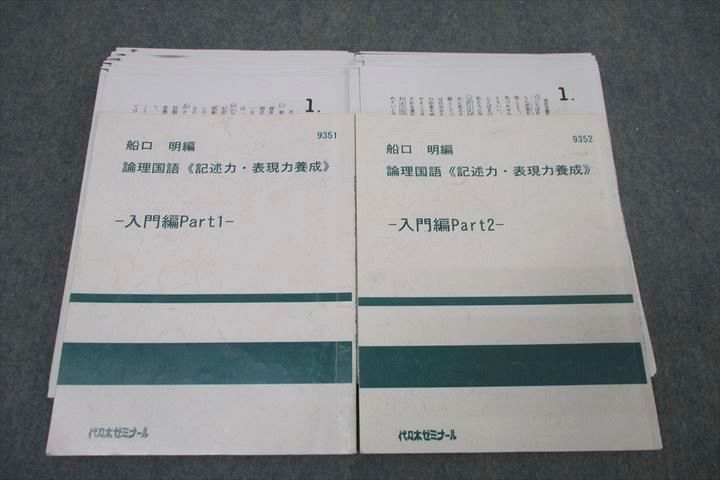 1.
9351
船口 明編
論理国語《記述力・表現力養成》
-入門編Part1-
代々木ゼミナール
1.
9352
船口 明編
論理国語《記述力・表現力養成》
-入門編Part2-
代々木ゼミナール